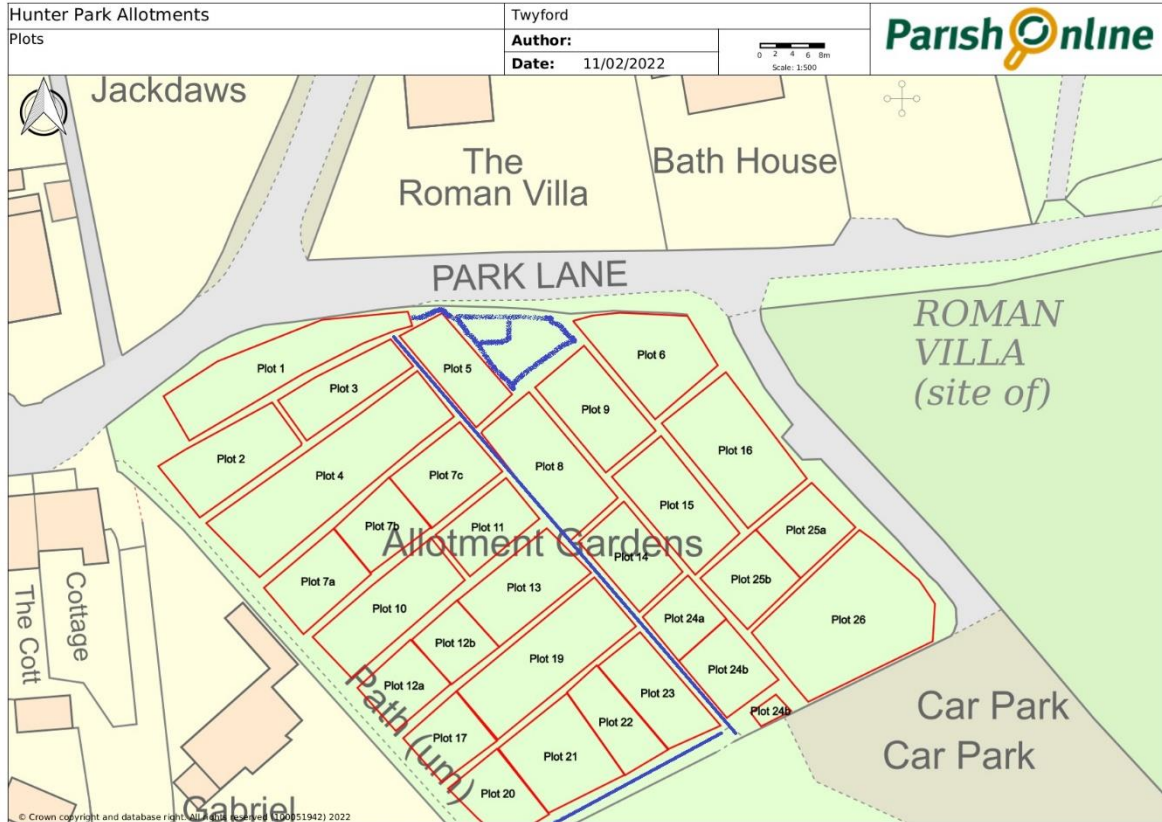 Hunter Park Allotments
Plots
Twyford
Author:
Date: 11/02/2022
0 2 4 6 8m
Scale: 1:500
Parish Online
Jackdaws
The
Roman Villa
Bath House
PARK LANE
ROMAN
VILLA
(site of)
Plot 1
Plot 3
Plot 5
Plot 6
Plot 2
Plot 4
Plot 9
Plot 16
Plot 7c
Plot 8
Plot 15
Plot 7b
Plot 11
Plot 25a
Allotment Gardens
Plot 14
Plot 7a
Plot 13
Plot 25b
Plot 10
Plot 24a
Plot 26
Plot 12b
Plot 19
Plot 24b
Plot 12a
Plot 23
Plot 24b
Plot 17
Plot 22
Plot 21
Plot 20
Path (um)
The Cott
Cottage
Gabriel
Car Park
Car Park
© Crown copyright and database right. All rights reserved (100051942) 2022